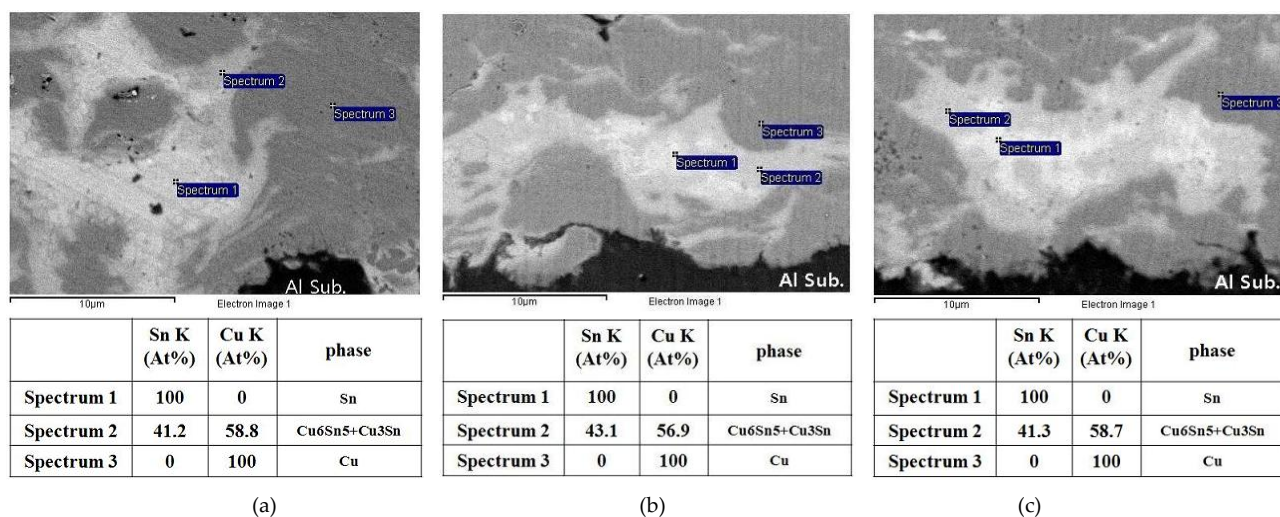 Spectrum 2
Spectrum 3
Spectrum 1
Al Sub.
10µm
Electron Image 1
Sn K (At%) Cu K (At%) phase
Spectrum 1 100 0 Sn
Spectrum 2 41.2 58.8 Cu6Sn5+Cu3Sn
Spectrum 3 0 100 Cu
(a)
Spectrum 3
Spectrum 1
Spectrum 2
Al Sub.
10µm
Electron Image 1
Sn K (At%) Cu K (At%) phase
Spectrum 1 100 0 Sn
Spectrum 2 43.1 56.9 Cu6Sn5+Cu3Sn
Spectrum 3 0 100 Cu
(b)
Spectrum 3
Spectrum 2
Spectrum 1
Al Sub.
10µm
Electron Image 1
Sn K (At%) Cu K (At%) phase
Spectrum 1 100 0 Sn
Spectrum 2 41.3 58.7 Cu6Sn5+Cu3Sn
Spectrum 3 0 100 Cu
(c)